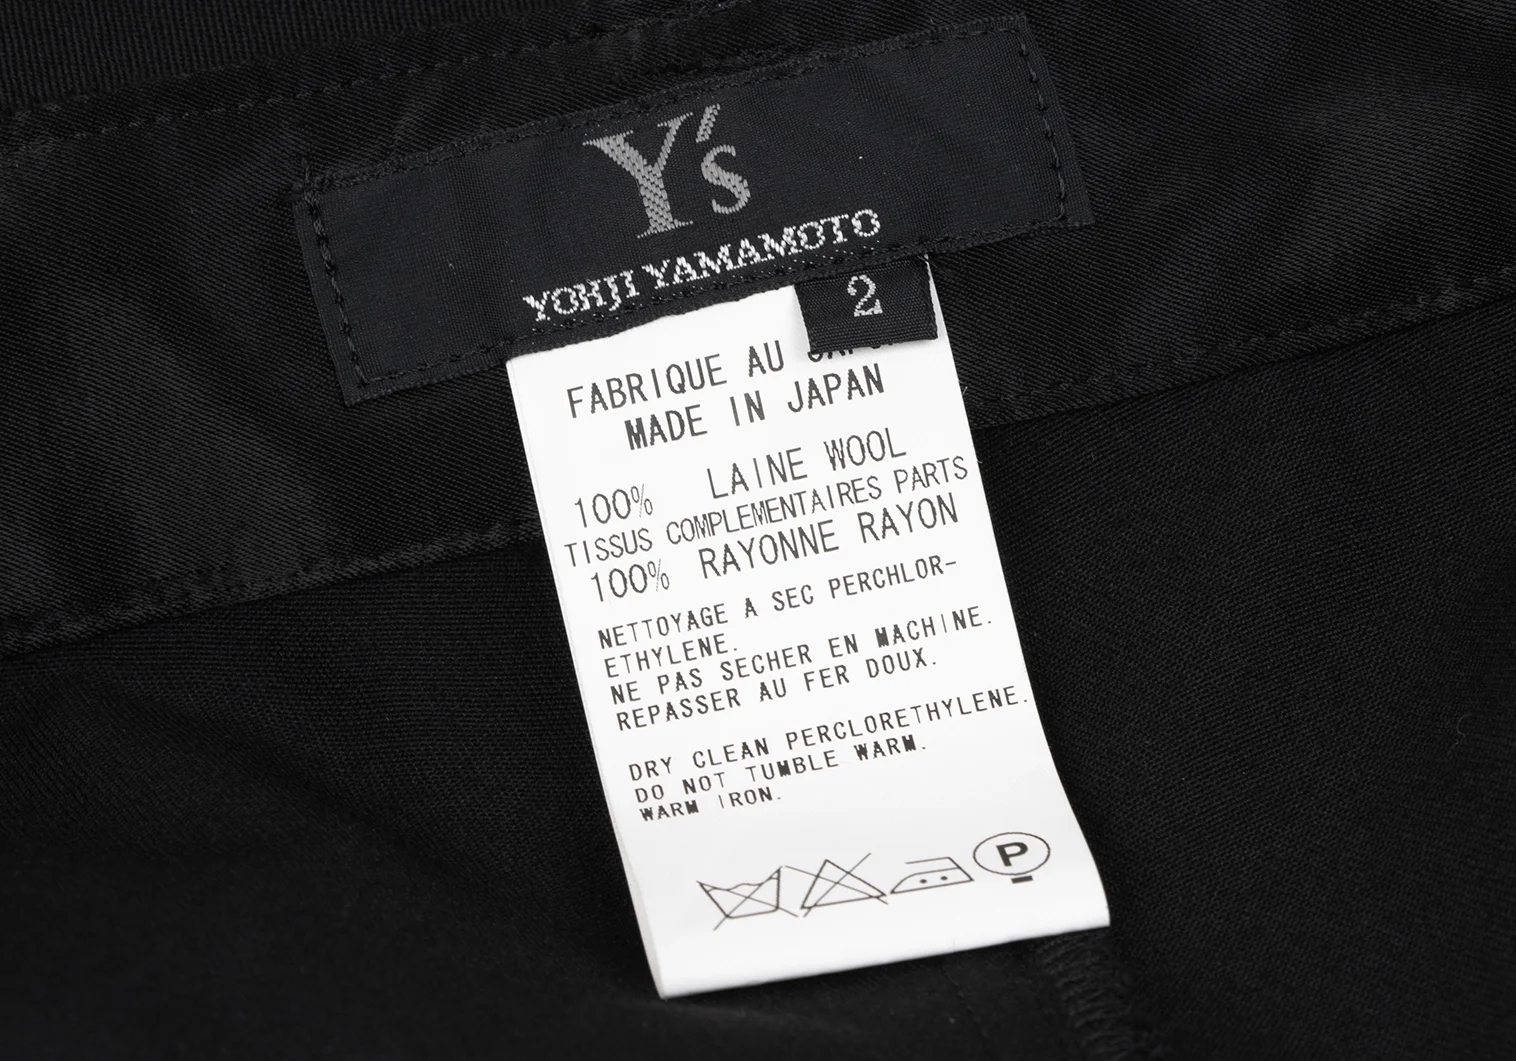 Y's
YOHJI YAMAMOTO
2
FABRIQUE AU
MADE IN JAPAN
100% LAINE WOOL
TISSUS COMPLEMENTAIRES PARTS
100% RAYONNE RAYON
NETTOYAGE A SEC PERCHLOR-
ETHYLENE.
NE PAS SECHER EN MACHINE.
REPASSER AU FER DOUX.
DRY CLEAN PERCLORETHYLENE.
DO NOT TUMBLE WARM.
WARM IRON.
P